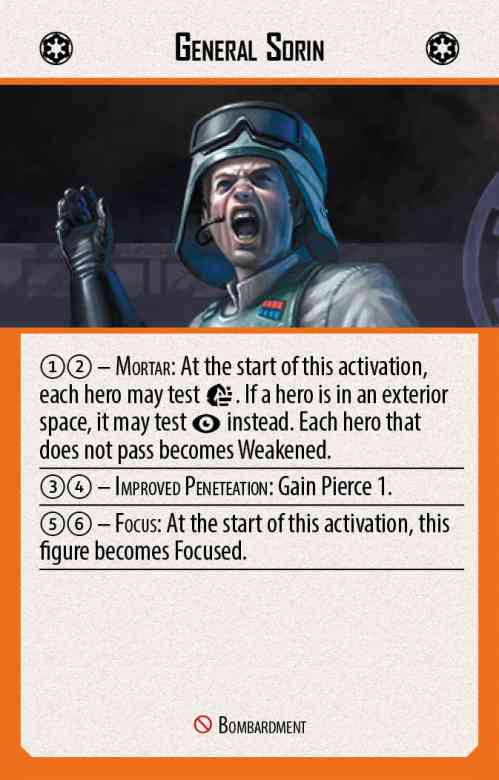 General Sorin
①② – Mortar: At the start of this activation,
each hero may test . If a hero is in an exterior
space, it may test instead. Each hero that
does not pass becomes Weakened.
③④ – Improved Peneteation: Gain Pierce 1.
⑤⑥ – Focus: At the start of this activation, this
figure becomes Focused.
Bombardment